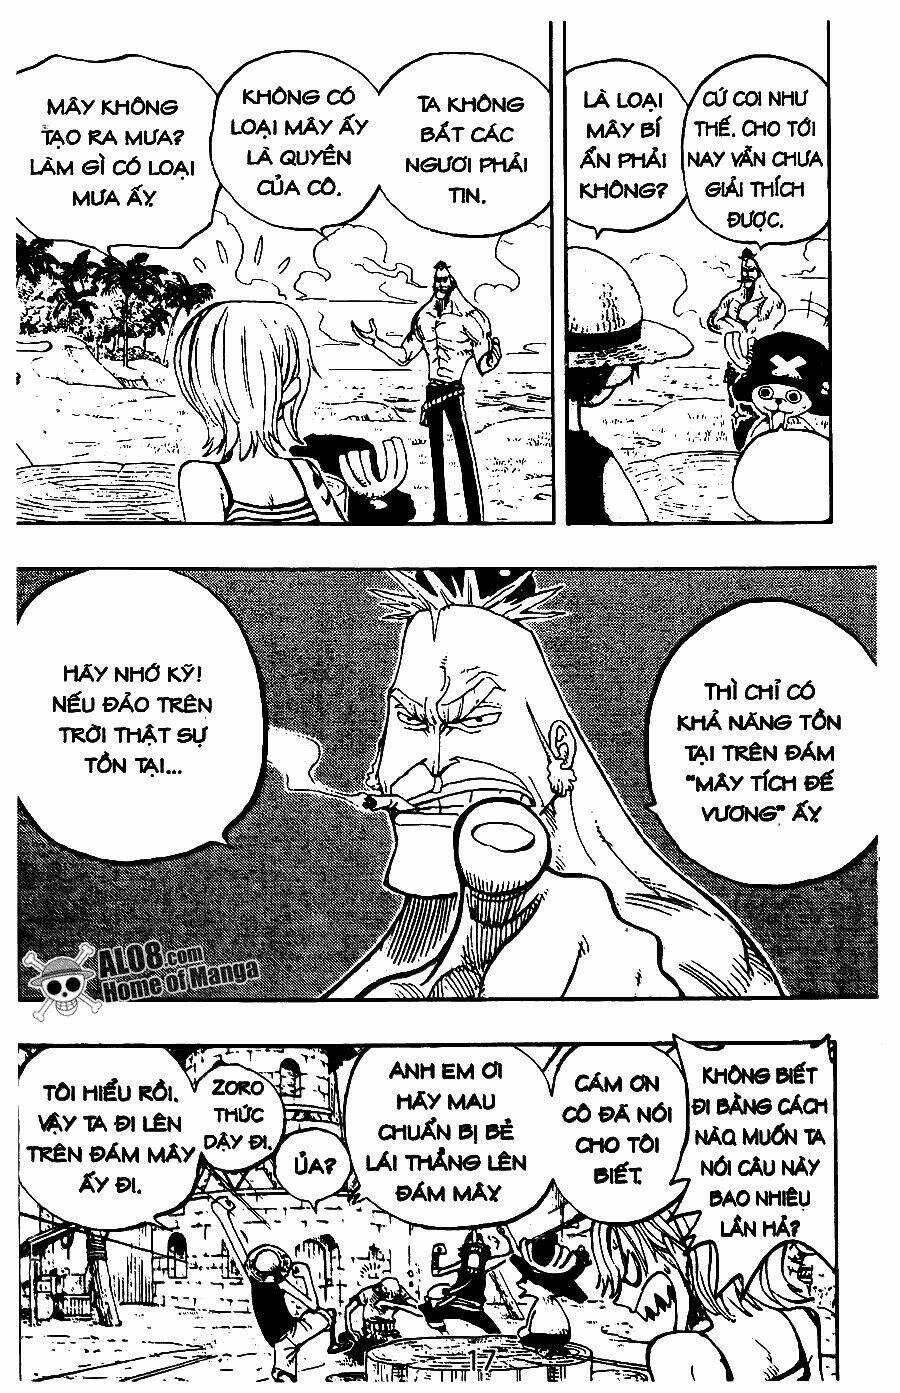 CỨ COI NHƯ
THẾ. CHO TỚI
NAY VẪN CHƯA
GIẢI THÍCH
ĐƯỢC.
LÀ LOẠI
MÂY BÍ
ẨN PHẢI
KHÔNG?
TA KHÔNG
BẮT CÁC
NGƯƠI PHẢI
TIN.
KHÔNG CÓ
LOẠI MÂY ẤY
LÀ QUYỀN
CỦA CÔ.
MÂY KHÔNG
TẠO RA MƯA?
LÀM GÌ CÓ LOẠI
MƯA ẤY.
THÌ CHỈ CÓ
KHẢ NĂNG TỒN
TẠI TRÊN ĐÁM
"MÂY TÍCH ĐẾ
VƯƠNG" ẤY.
HÃY NHỚ KỸ!
NẾU ĐẢO TRÊN
TRỜI THẬT SỰ
TỒN TẠI...
ALO8.com
Home of Manga
KHÔNG BIẾT
ĐI BẰNG CÁCH
NÀO. MUỐN TA
NÓI CÂU NÀY
BAO NHIÊU
LẦN HẢ?
CÁM ƠN
CÔ ĐÃ NÓI
CHO TÔI
BIẾT.
ANH EM ƠI
HÃY MAU
CHUẨN BỊ BẺ
LÁI THẲNG LÊN
ĐÁM MÂY.
ỦA?
ZORO
THỨC
DẬY ĐI.
TÔI HIỂU RỒI.
VẬY TA ĐI LÊN
TRÊN ĐÁM MÂY
ẤY ĐI.
17